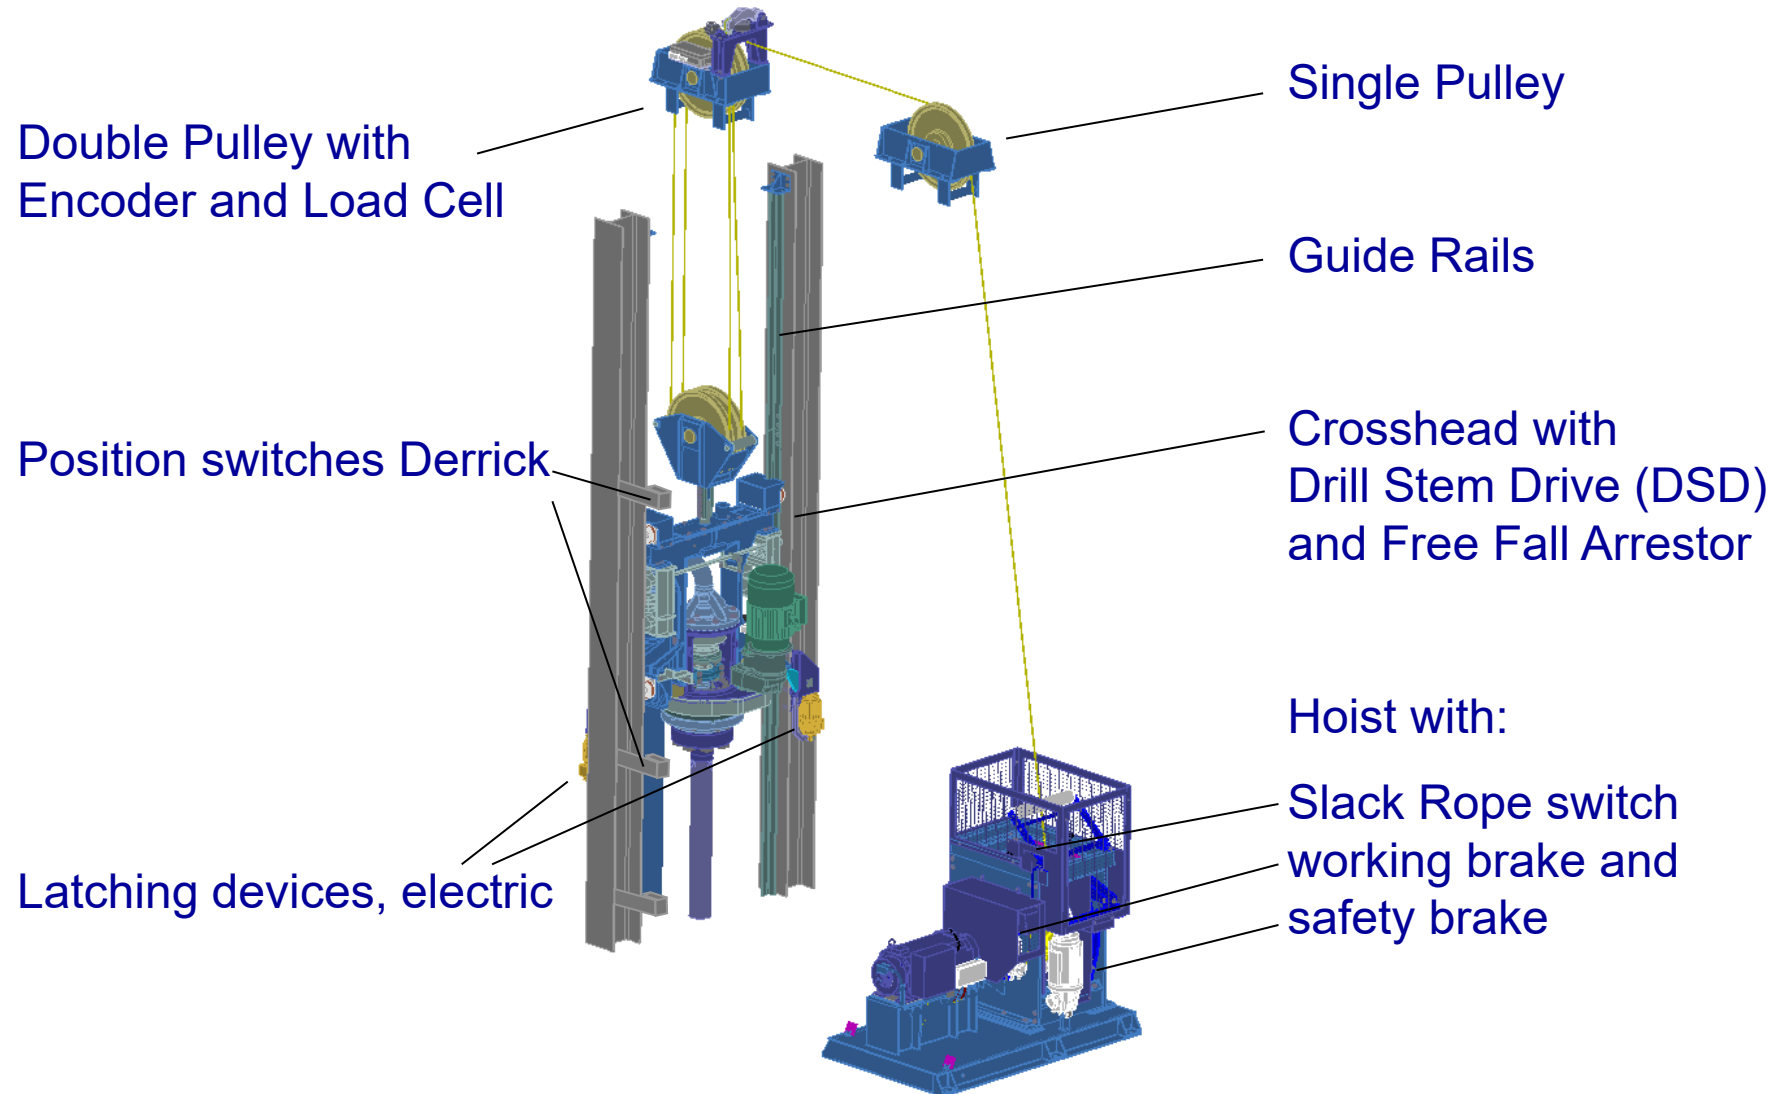 Double Pulley with
Encoder and Load Cell
Position switches Derrick
Latching devices, electric
Single Pulley
Guide Rails
Crosshead with
Drill Stem Drive (DSD)
and Free Fall Arrestor
Hoist with:
Slack Rope switch
working brake and
safety brake